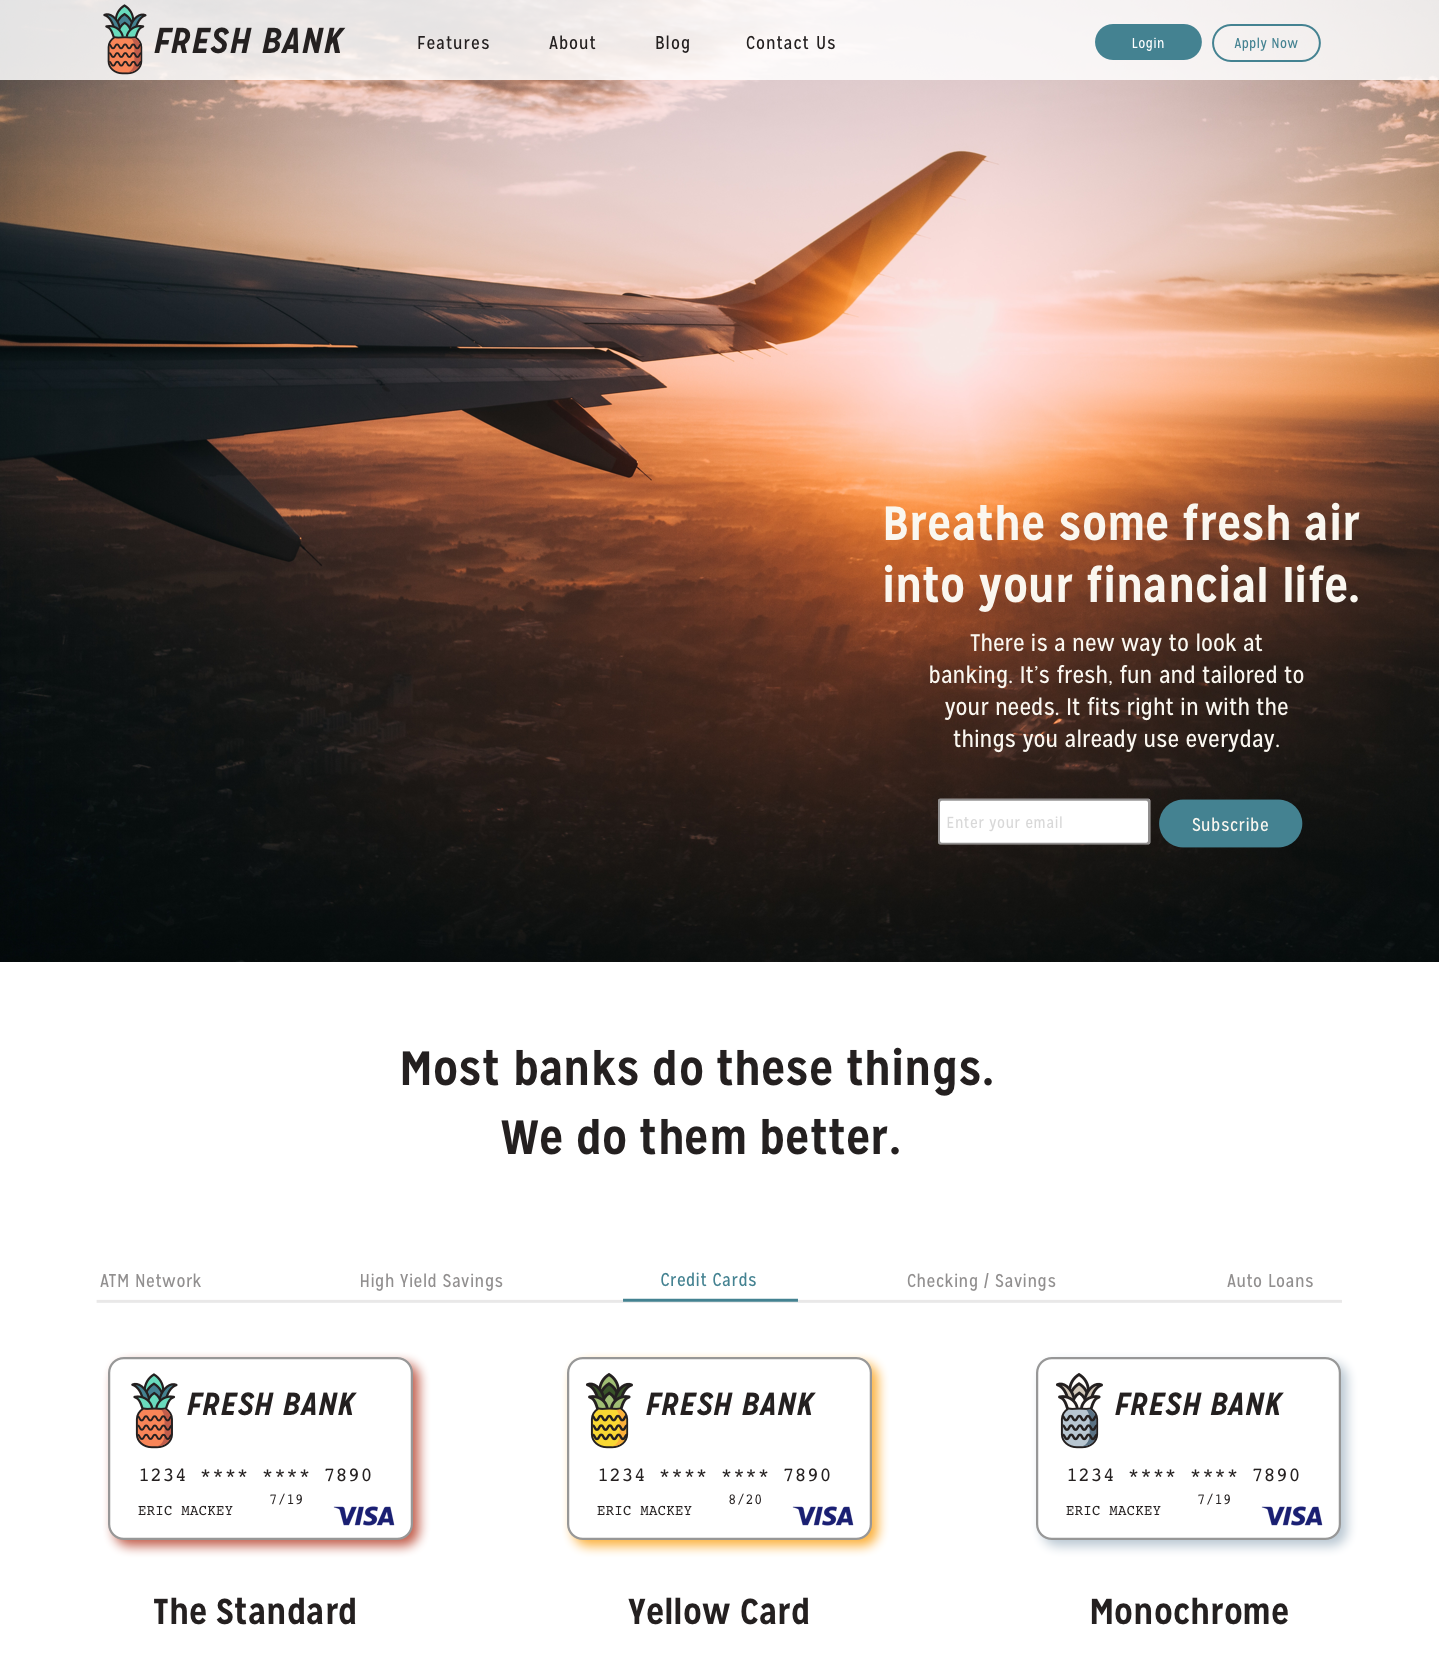 FRESH BANK
Features
About
Blog
Contact Us
Login
Apply Now
Breathe some fresh air
into your financial life.
There is a new way to look at
banking. It's fresh, fun and tailored to
your needs. It fits right in with the
things you already use everyday.
Enter your email
Subscribe
Most banks do these things.
We do them better.
ATM Network
High Yield Savings
Credit Cards
Checking / Savings
Auto Loans
FRESH BANK
1234 **** **** 7890
7/19
ERIC MACKEY
VISA
The Standard
FRESH BANK
1234 **** **** 7890
8/20
ERIC MACKEY
VISA
Yellow Card
FRESH BANK
1234 **** **** 7890
7/19
ERIC MACKEY
VISA
Monochrome